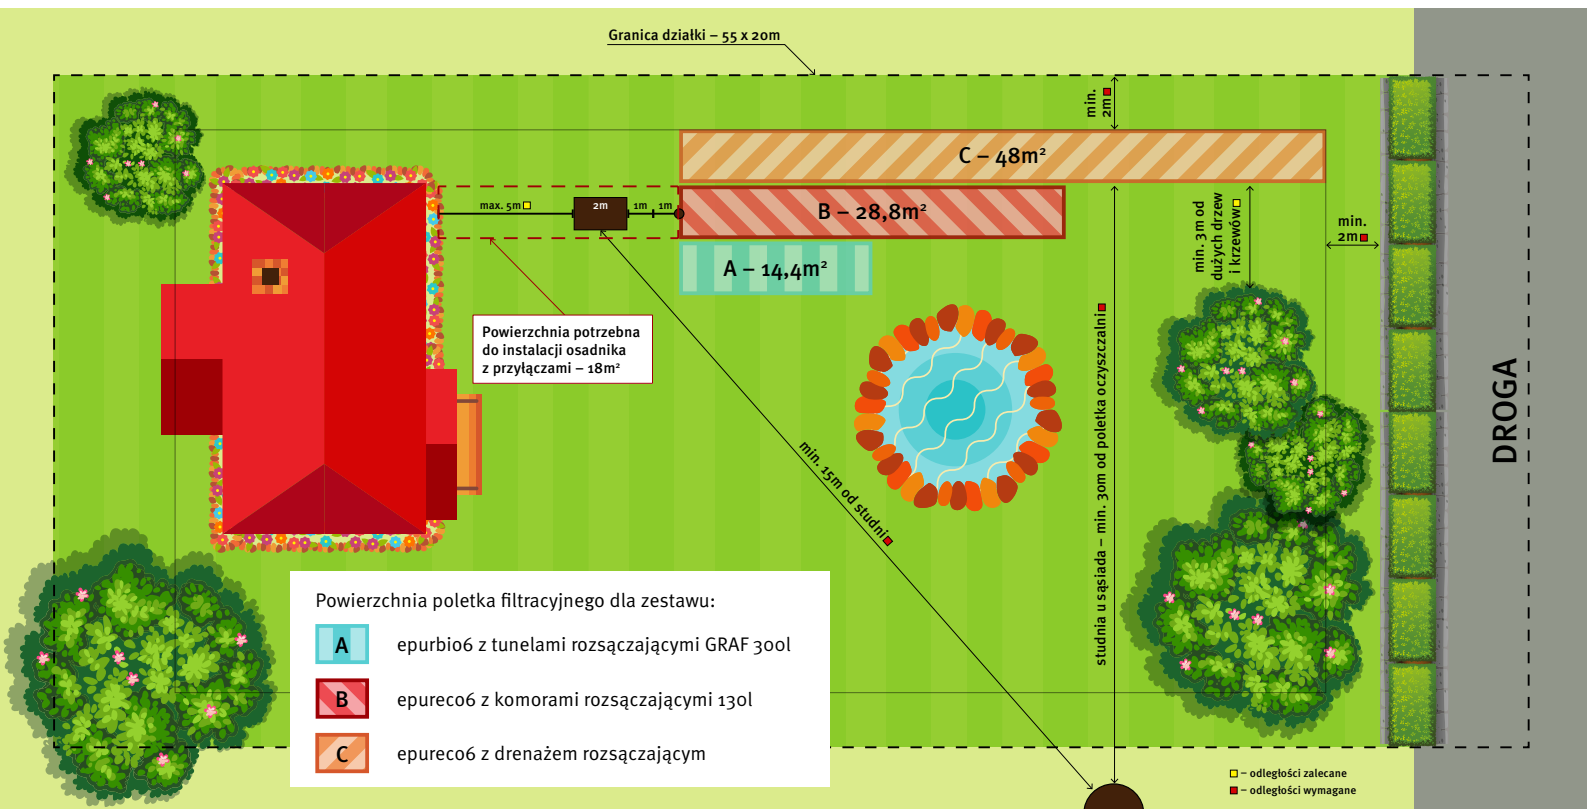 Granica działki – 55 x 20m
min.
2m
C – 48m²
max. 5m
2m
1m
1m
B – 28,8m²
A – 14,4m²
min. 3m od
dużych drzew
i krzewów
min.
2m
Powierzchnia potrzebna
do instalacji osadnika
z przyłączami – 18m²
min. 15m od studni
studnia u sąsiada – min. 30m od poletka oczyszczalni
DROGA
Powierzchnia poletka filtracyjnego dla zestawu:
A epurbio6 z tunelami rozsączającymi GRAF 300l
B epureco6 z komorami rozsączającymi 130l
C epureco6 z drenażem rozsączającym
– odległości zalecane
– odległości wymagane